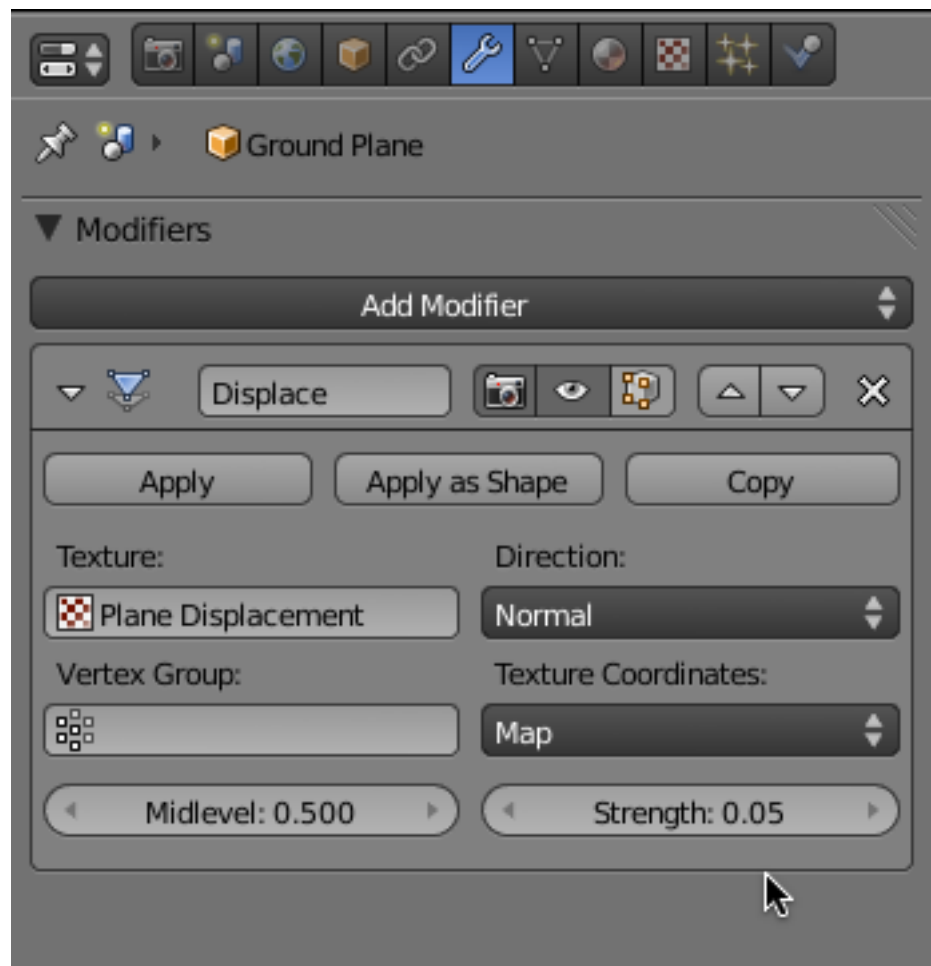 Ground Plane
Modifiers
Add Modifier
Displace
Apply Apply as Shape Copy
Texture: Direction:
Plane Displacement Normal
Vertex Group: Texture Coordinates:
Map
Midlevel: 0.500 Strength: 0.05